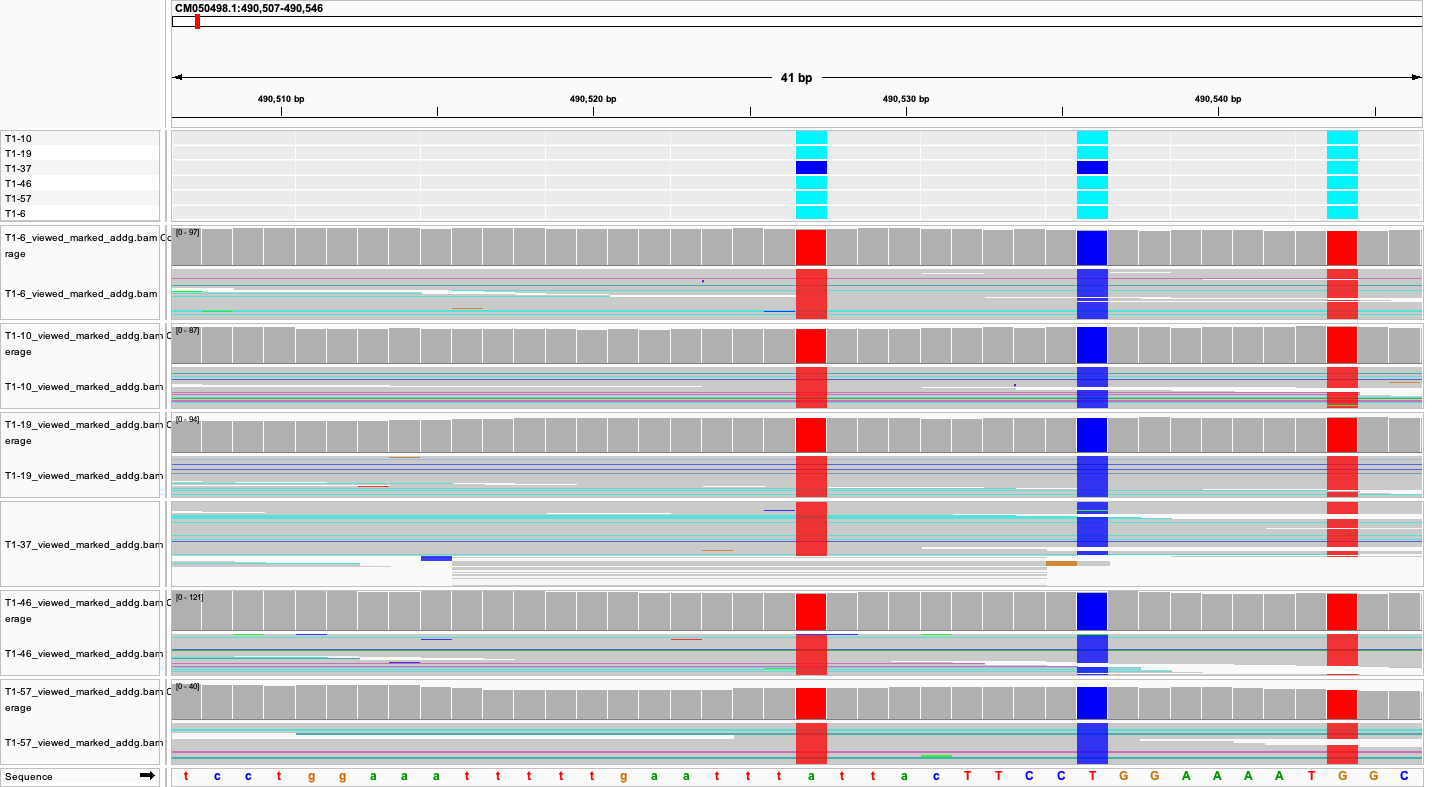 CM050498.1:490,507-490,546
41 bp
490,510 bp 490,520 bp 490,530 bp 490,540 bp
T1-10
T1-19
T1-37
T1-46
T1-57
T1-6
T1-6_viewed_marked_addg.bam Co
rage
[0 - 97]
T1-6_viewed_marked_addg.bam
T1-10_viewed_marked_addg.bam C
erage
[0 - 87]
T1-10_viewed_marked_addg.bam
T1-19_viewed_marked_addg.bam C
erage
[0 - 94]
T1-19_viewed_marked_addg.bam
T1-37_viewed_marked_addg.bam
T1-46_viewed_marked_addg.bam C
erage
[0 - 121]
T1-46_viewed_marked_addg.bam
T1-57_viewed_marked_addg.bam C
erage
[0 - 40]
T1-57_viewed_marked_addg.bam
Sequence t c c t g g a a a t t t t t g a a t t t a t t a c T T C C T G G A A A A T G G C